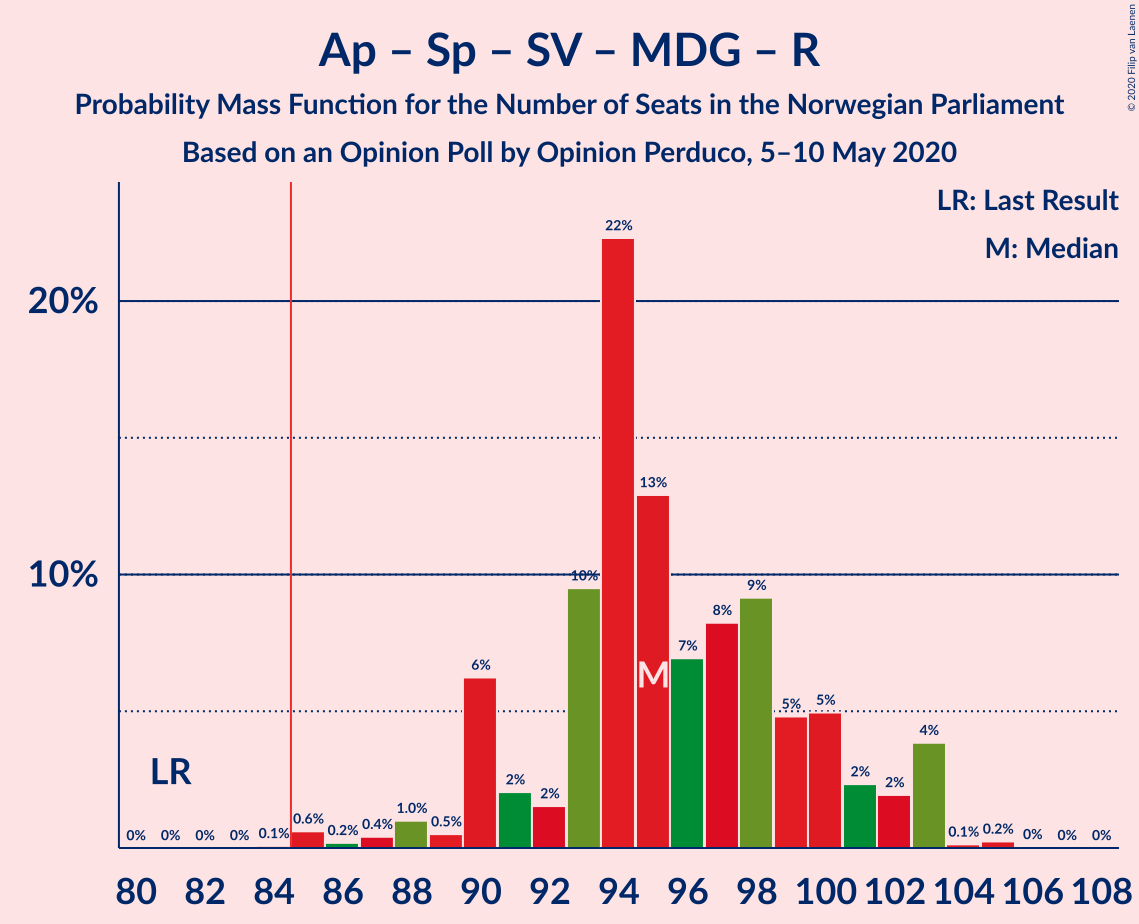 Ap – Sp – SV – MDG – R
Probability Mass Function for the Number of Seats in the Norwegian Parliament
Based on an Opinion Poll by Opinion Perduco, 5–10 May 2020
© 2020 Filip van Laenen
LR: Last Result
M: Median
20%
10%
LR
M
0% 0% 0% 0% 0.1% 0.6% 0.2% 0.4% 1.0% 0.5% 6% 2% 2% 10% 22% 13% 7% 8% 9% 5% 5% 2% 2% 4% 0.1% 0.2% 0% 0% 0%
80 82 84 86 88 90 92 94 96 98 100 102 104 106 108